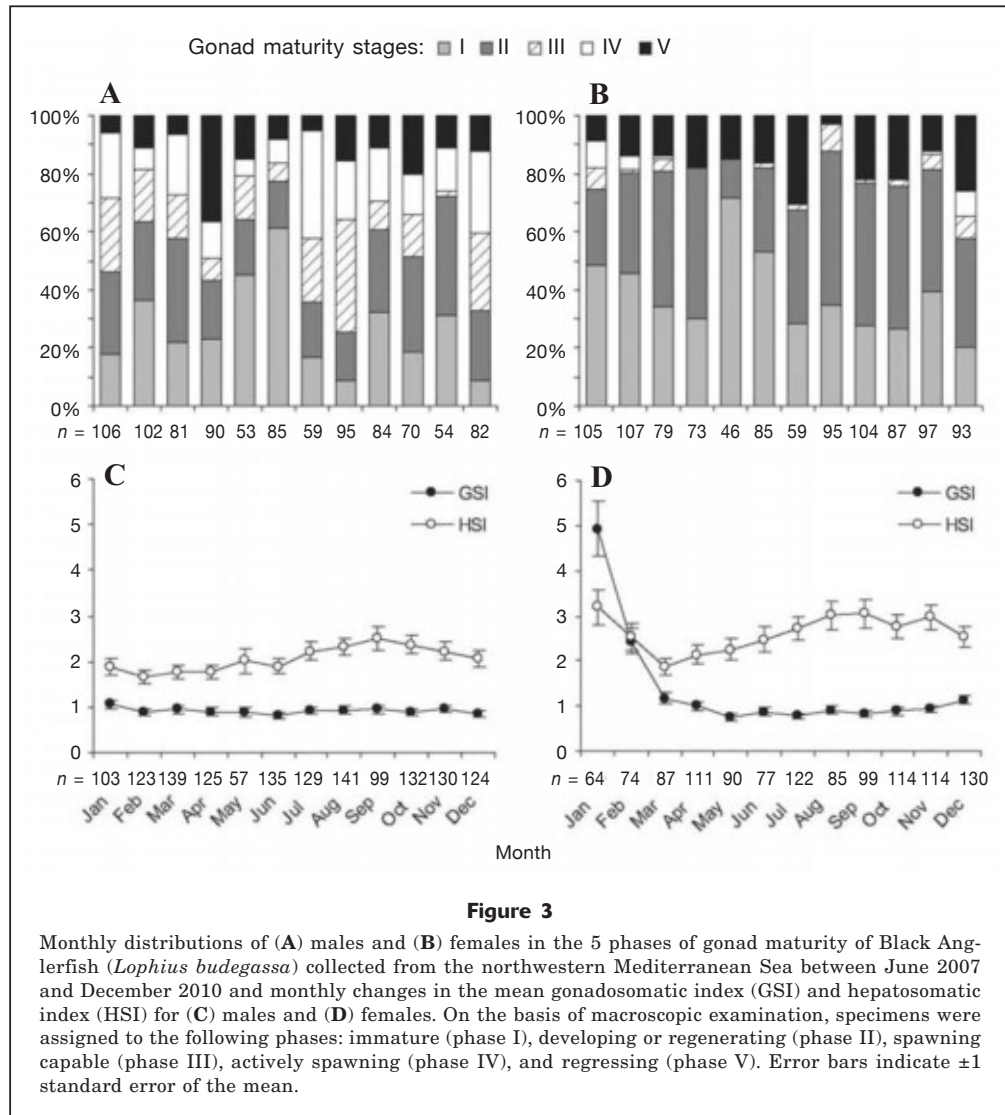 Gonad maturity stages: I II III IV V
A B
100% 100%
80% 80%
60% 60%
40% 40%
20% 20%
0% 0%
n = 106 102 81 90 53 85 59 95 84 70 54 82
105 107 79 73 46 85 59 95 104 87 97 93
C D
6 6
GSI GSI
5 5
HSI HSI
4 4
3 3
2 2
1 1
0 0
n = 103 123 139 125 57 135 129 141 99 132 130 124
n = 64 74 87 111 90 77 122 85 99 114 114 130
Jan Feb Mar Apr May Jun Jul Aug Sep Oct Nov Dec
Jan Feb Mar Apr May Jun Jul Aug Sep Oct Nov Dec
Month
Figure 3
Monthly distributions of (A) males and (B) females in the 5 phases of gonad maturity of Black Ang-
lerfish (Lophius budegassa) collected from the northwestern Mediterranean Sea between June 2007
and December 2010 and monthly changes in the mean gonadosomatic index (GSI) and hepatosomatic
index (HSI) for (C) males and (D) females. On the basis of macroscopic examination, specimens were
assigned to the following phases: immature (phase I), developing or regenerating (phase II), spawning
capable (phase III), actively spawning (phase IV), and regressing (phase V). Error bars indicate ±1
standard error of the mean.